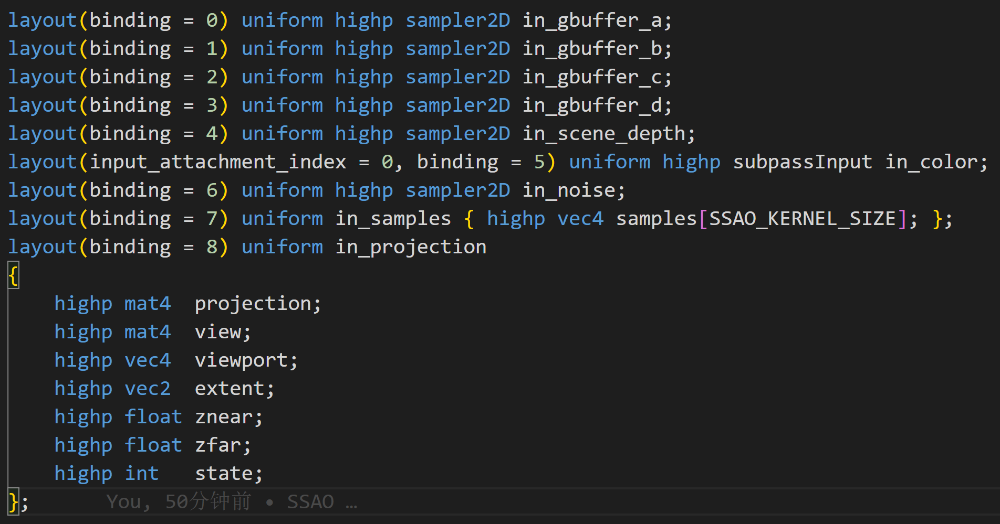 layout(binding = 0) uniform highp sampler2D in_gbuffer_a;
layout(binding = 1) uniform highp sampler2D in_gbuffer_b;
layout(binding = 2) uniform highp sampler2D in_gbuffer_c;
layout(binding = 3) uniform highp sampler2D in_gbuffer_d;
layout(binding = 4) uniform highp sampler2D in_scene_depth;
layout(input_attachment_index = 0, binding = 5) uniform highp subpassInput in_color;
layout(binding = 6) uniform highp sampler2D in_noise;
layout(binding = 7) uniform in_samples { highp vec4 samples[SSAO_KERNEL_SIZE]; };
layout(binding = 8) uniform in_projection
{
    highp mat4  projection;
    highp mat4  view;
    highp vec4  viewport;
    highp vec2  extent;
    highp float znear;
    highp float zfar;
    highp int   state;
};      You, 50分钟前 • SSAO …